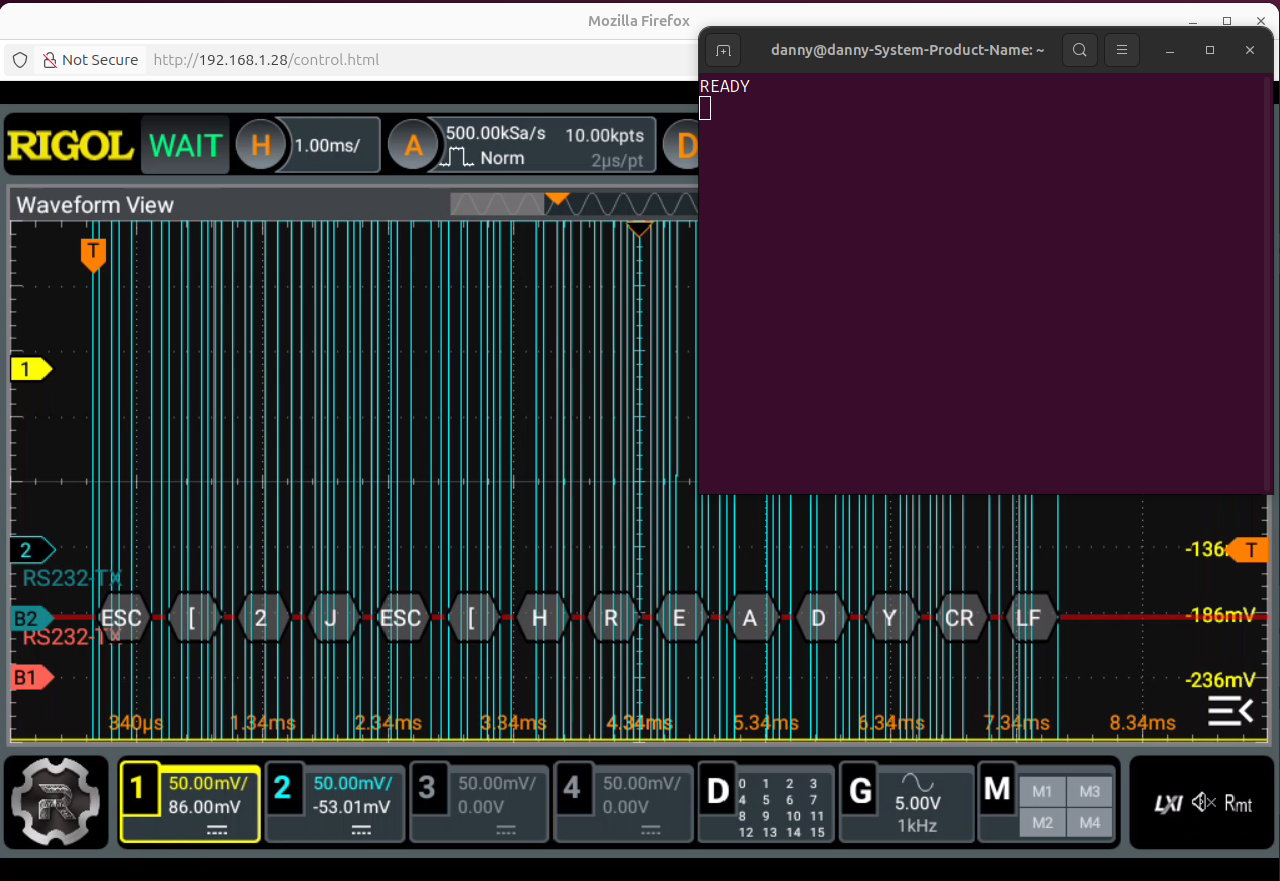 Mozilla Firefox
Not Secure http://192.168.1.28/control.html
danny@danny-System-Product-Name: ~
READY
RIGOL WAIT H 1.00ms/ A 500.00kSa/s 10.00kpts D
Norm 2µs/pt
Waveform View
T
1
2
RS232-TX
B2 ESC [ 2 J ESC [ H R E A D Y CR LF -186mV
RS232-TX
B1 -236mV
T
340µs 1.34ms 2.34ms 3.34ms 4.34ms 5.34ms 6.34ms 7.34ms 8.34ms
1 50.00mV/ 86.00mV
2 50.00mV/ -53.01mV
3 50.00mV/ 0.00V
4 50.00mV/ 0.00V
D 0 1 2 3
4 5 6 7
8 9 10 11
12 13 14 15
G 5.00V
1kHz
M M1 M3
M2 M4
LXI Rmt